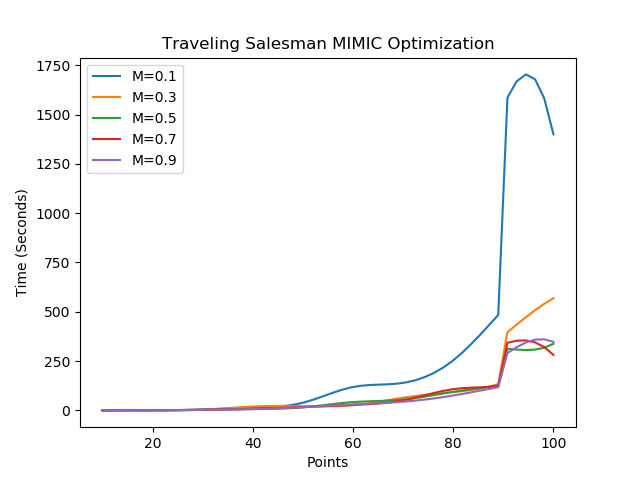 Traveling Salesman MIMIC Optimization
1750
1500
1250
1000
750
500
250
0
Time (Seconds)
M=0.1
M=0.3
M=0.5
M=0.7
M=0.9
20
40
60
80
100
Points